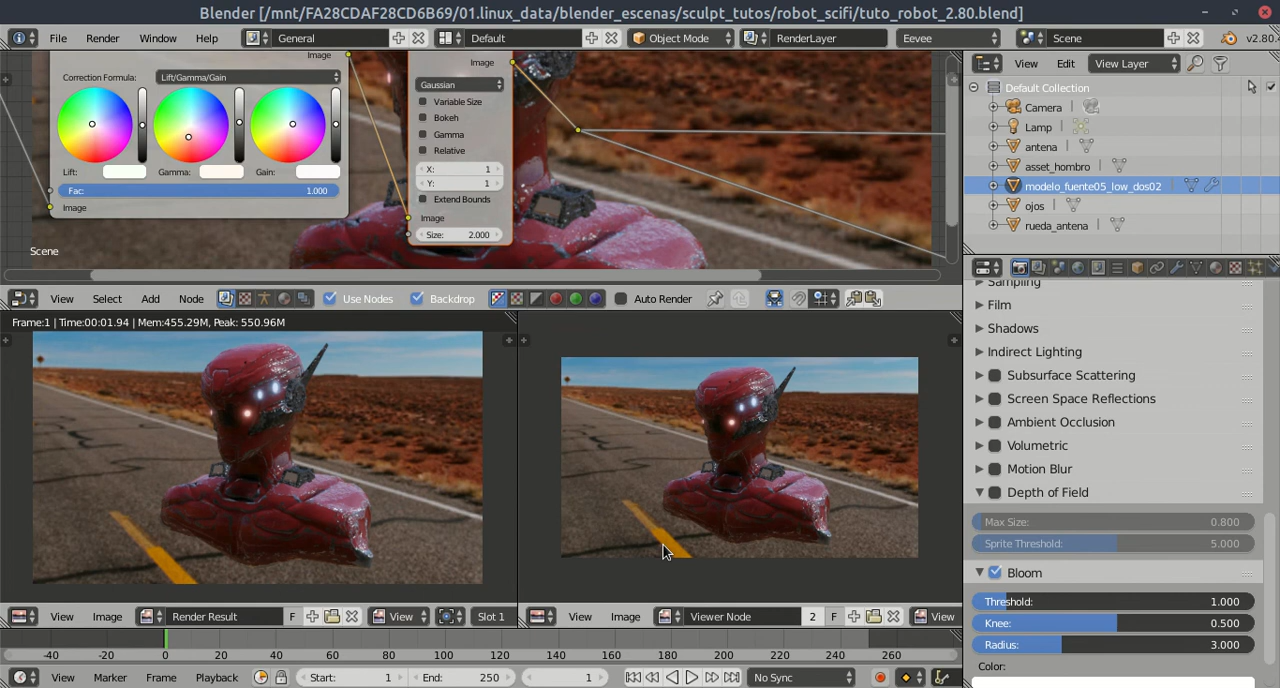 Blender [/mnt/FA28CDAF28CD6B69/01.linux_data/blender_escenas/sculpt_tutos/robot_scifi/tuto_robot_2.80.blend]
File Render Window Help General Default Object Mode RenderLayer Eevee Scene v2.80.
Image
Correction Formula: Lift/Gamma/Gain
Lift: Gamma: Gain:
Fac: 1.000
Image
Image
Gaussian
Variable Size
Bokeh
Gamma
Relative
X: 1
Y: 1
Extend Bounds
Image
Size: 2.000
Scene
View Edit View Layer
Default Collection
Camera
Lamp
antena
asset_hombro
modelo_fuente05_low_dos02
ojos
rueda_antena
View Select Add Node Use Nodes Backdrop Auto Render
Sampling
Film
Shadows
Indirect Lighting
Subsurface Scattering
Screen Space Reflections
Ambient Occlusion
Volumetric
Motion Blur
Depth of Field
Max Size: 0.800
Sprite Threshold: 5.000
Bloom
Threshold: 1.000
Knee: 0.500
Radius: 3.000
Color:
Frame:1 | Time:00:01.94 | Mem:455.29M, Peak: 550.96M
View Image Render Result F View Slot 1
View Image Viewer Node 2 F View
-40 -20 0 20 40 60 80 100 120 140 160 180 200 220 240 260
View Marker Frame Playback Start: 1 End: 250 1 No Sync